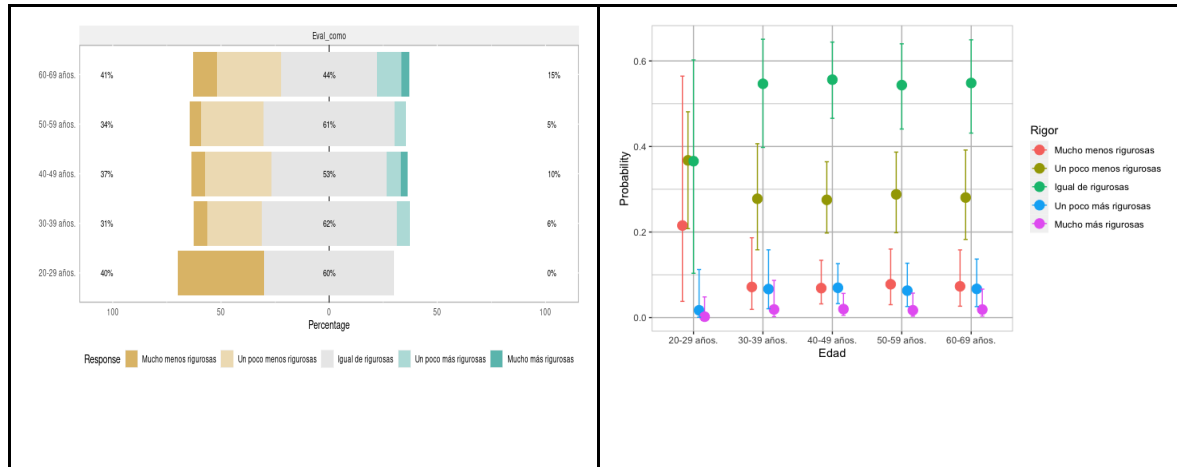 Eval_como
60-69 años. 41% 44% 15%
50-59 años. 34% 61% 5%
40-49 años. 37% 53% 10%
30-39 años. 31% 62% 6%
20-29 años. 40% 60% 0%
100 50 0 50 100
Percentage
Response Mucho menos rigurosas Un poco menos rigurosas Igual de rigurosas Un poco más rigurosas Mucho más rigurosas
Probability
0.6
0.4
0.2
0.0
20-29 años. 30-39 años. 40-49 años. 50-59 años. 60-69 años.
Edad
Rigor
Mucho menos rigurosas
Un poco menos rigurosas
Igual de rigurosas
Un poco más rigurosas
Mucho más rigurosas